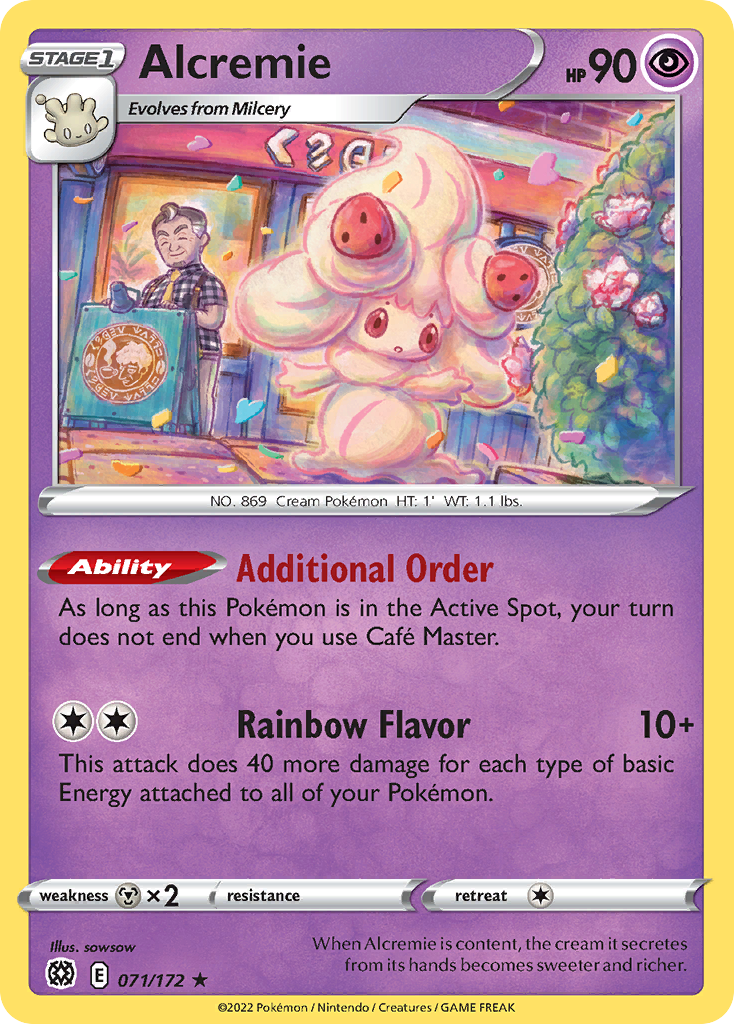 STAGE1
Alcremie
HP 90
Evolves from Milcery
NO. 869 Cream Pokémon HT: 1' WT: 1.1 lbs.
Ability
Additional Order
As long as this Pokémon is in the Active Spot, your turn
does not end when you use Café Master.
Rainbow Flavor 10+
This attack does 40 more damage for each type of basic
Energy attached to all of your Pokémon.
weakness ×2 resistance retreat
Illus. sowsow
When Alcremie is content, the cream it secretes
from its hands becomes sweeter and richer.
E 071/172 ★
©2022 Pokémon / Nintendo / Creatures / GAME FREAK